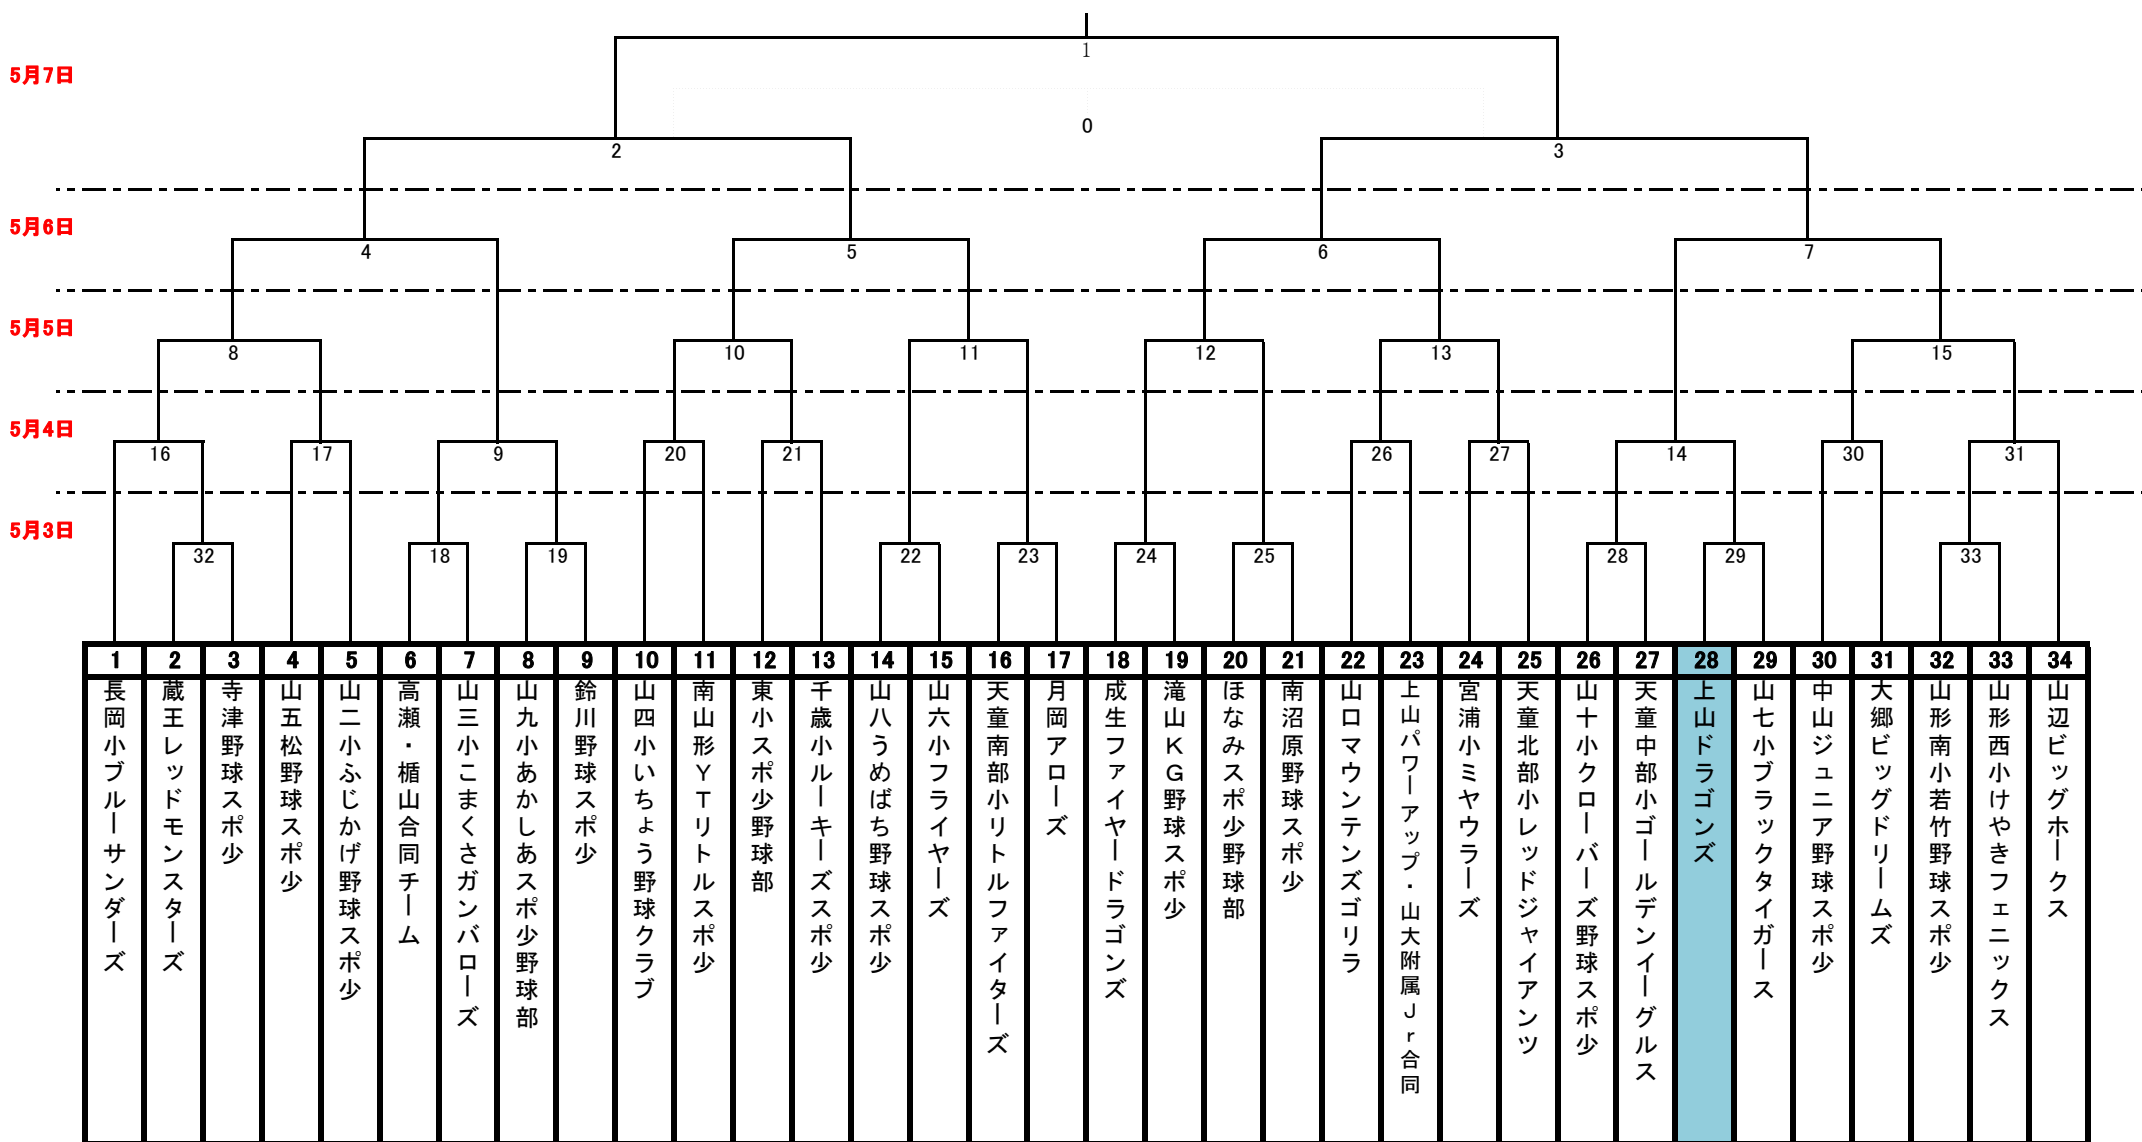 1
5月7日
0
2
3
5月6日
4
5
6
7
5月5日
8
10
11
12
13
15
5月4日
16
17
9
20
21
26
27
14
30
31
5月3日
32
18
19
22
23
24
25
28
29
33
1 2 3 4 5 6 7 8 9 10 11 12 13 14 15 16 17 18 19 20 21 22 23 24 25 26 27 28 29 30 31 32 33 34
長岡小ブルーサンダーズ
蔵王レッドモンスターズ
寺津野球スポ少
山五松野球スポ少
山二小ふじかげ野球スポ少
高瀬・楯山合同チーム
山三小こまくさガンバローズ
山九小あかしあスポ少野球部
鈴川野球スポ少
山四小いちょう野球クラブ
南山形YTリトルスポ少
東小スポ少野球部
千歳小ルーキーズスポ少
山八うめばち野球スポ少
山六小フライヤーズ
天童南部小リトルファイターズ
月岡アローズ
成生ファイヤードラゴンズ
滝山KG野球スポ少
ほなみスポ少野球部
南沼原野球スポ少
山口マウンテンズゴリラ
上山パワーアップ・山大附属Jr合同
宮浦小ミヤウラーズ
天童北部小レッドジャイアンツ
山十小クローバーズ野球スポ少
天童中部小ゴールデンイーグルス
上山ドラゴンズ
山七小ブラックタイガース
中山ジュニア野球スポ少
大郷ビッグドリームズ
山形南小若竹野球スポ少
山形西小けやきフェニックス
山辺ビッグホークス